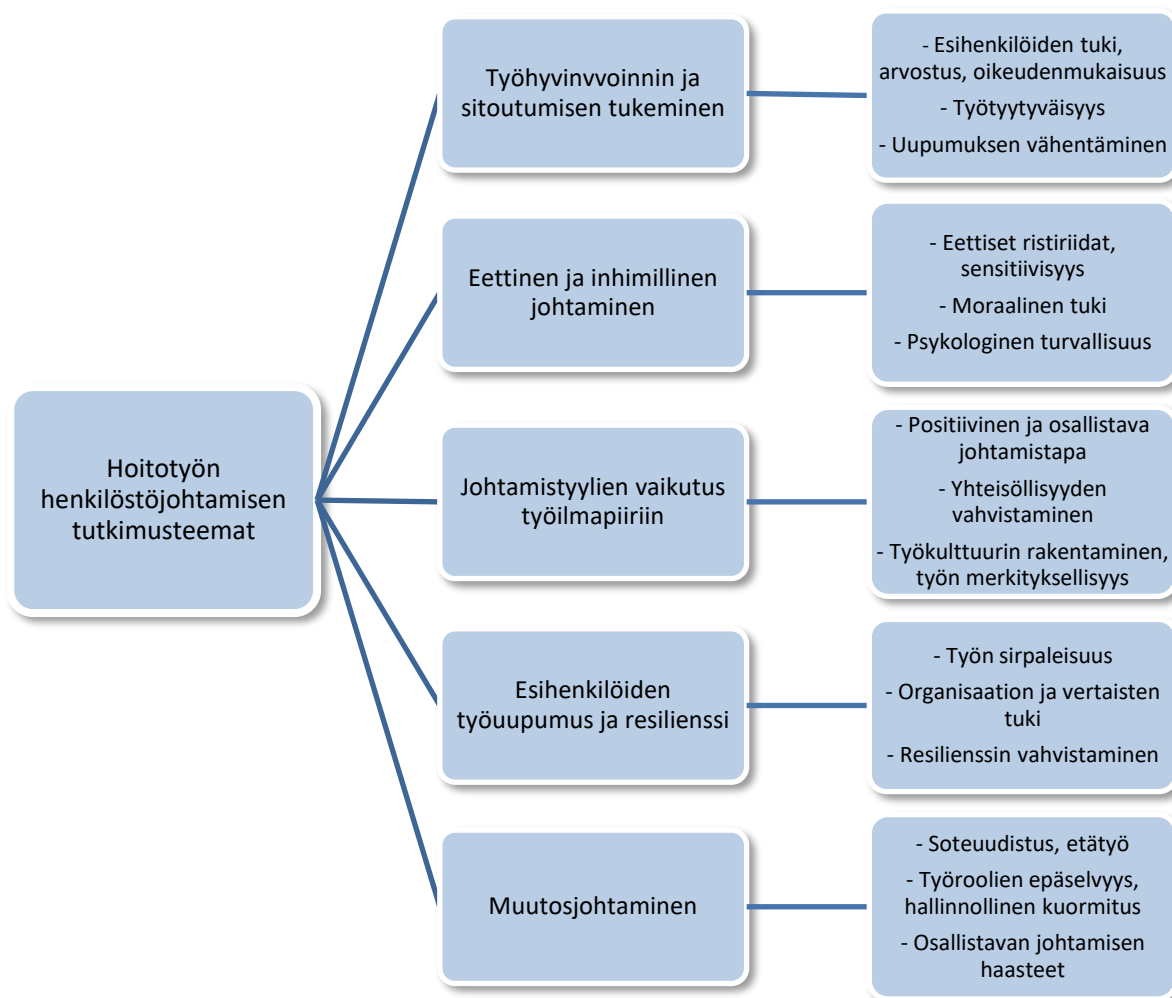 Hoitotyön
henkilöstöjohtamisen
tutkimusteemat
Työhyvinvvoinnin ja
sitoutumisen tukeminen
- Esihenkilöiden tuki,
arvostus, oikeudenmukaisuus
- Työtyytyväisyys
- Uupumuksen vähentäminen
Eettinen ja inhimillinen
johtaminen
- Eettiset ristiriidat,
sensitiivisyys
- Moraalinen tuki
- Psykologinen turvallisuus
Johtamistyylien vaikutus
työilmapiiriin
- Positiivinen ja osallistava
johtamistapa
- Yhteisöllisyyden
vahvistaminen
- Työkulttuurin rakentaminen,
työn merkityksellisyys
Esihenkilöiden
työuupumus ja resilienssi
- Työn sirpaleisuus
- Organisaation ja vertaisten
tuki
- Resilienssin vahvistaminen
Muutosjohtaminen
- Soteuudistus, etätyö
- Työroolien epäselvyys,
hallinnollinen kuormitus
- Osallistavan johtamisen
haasteet